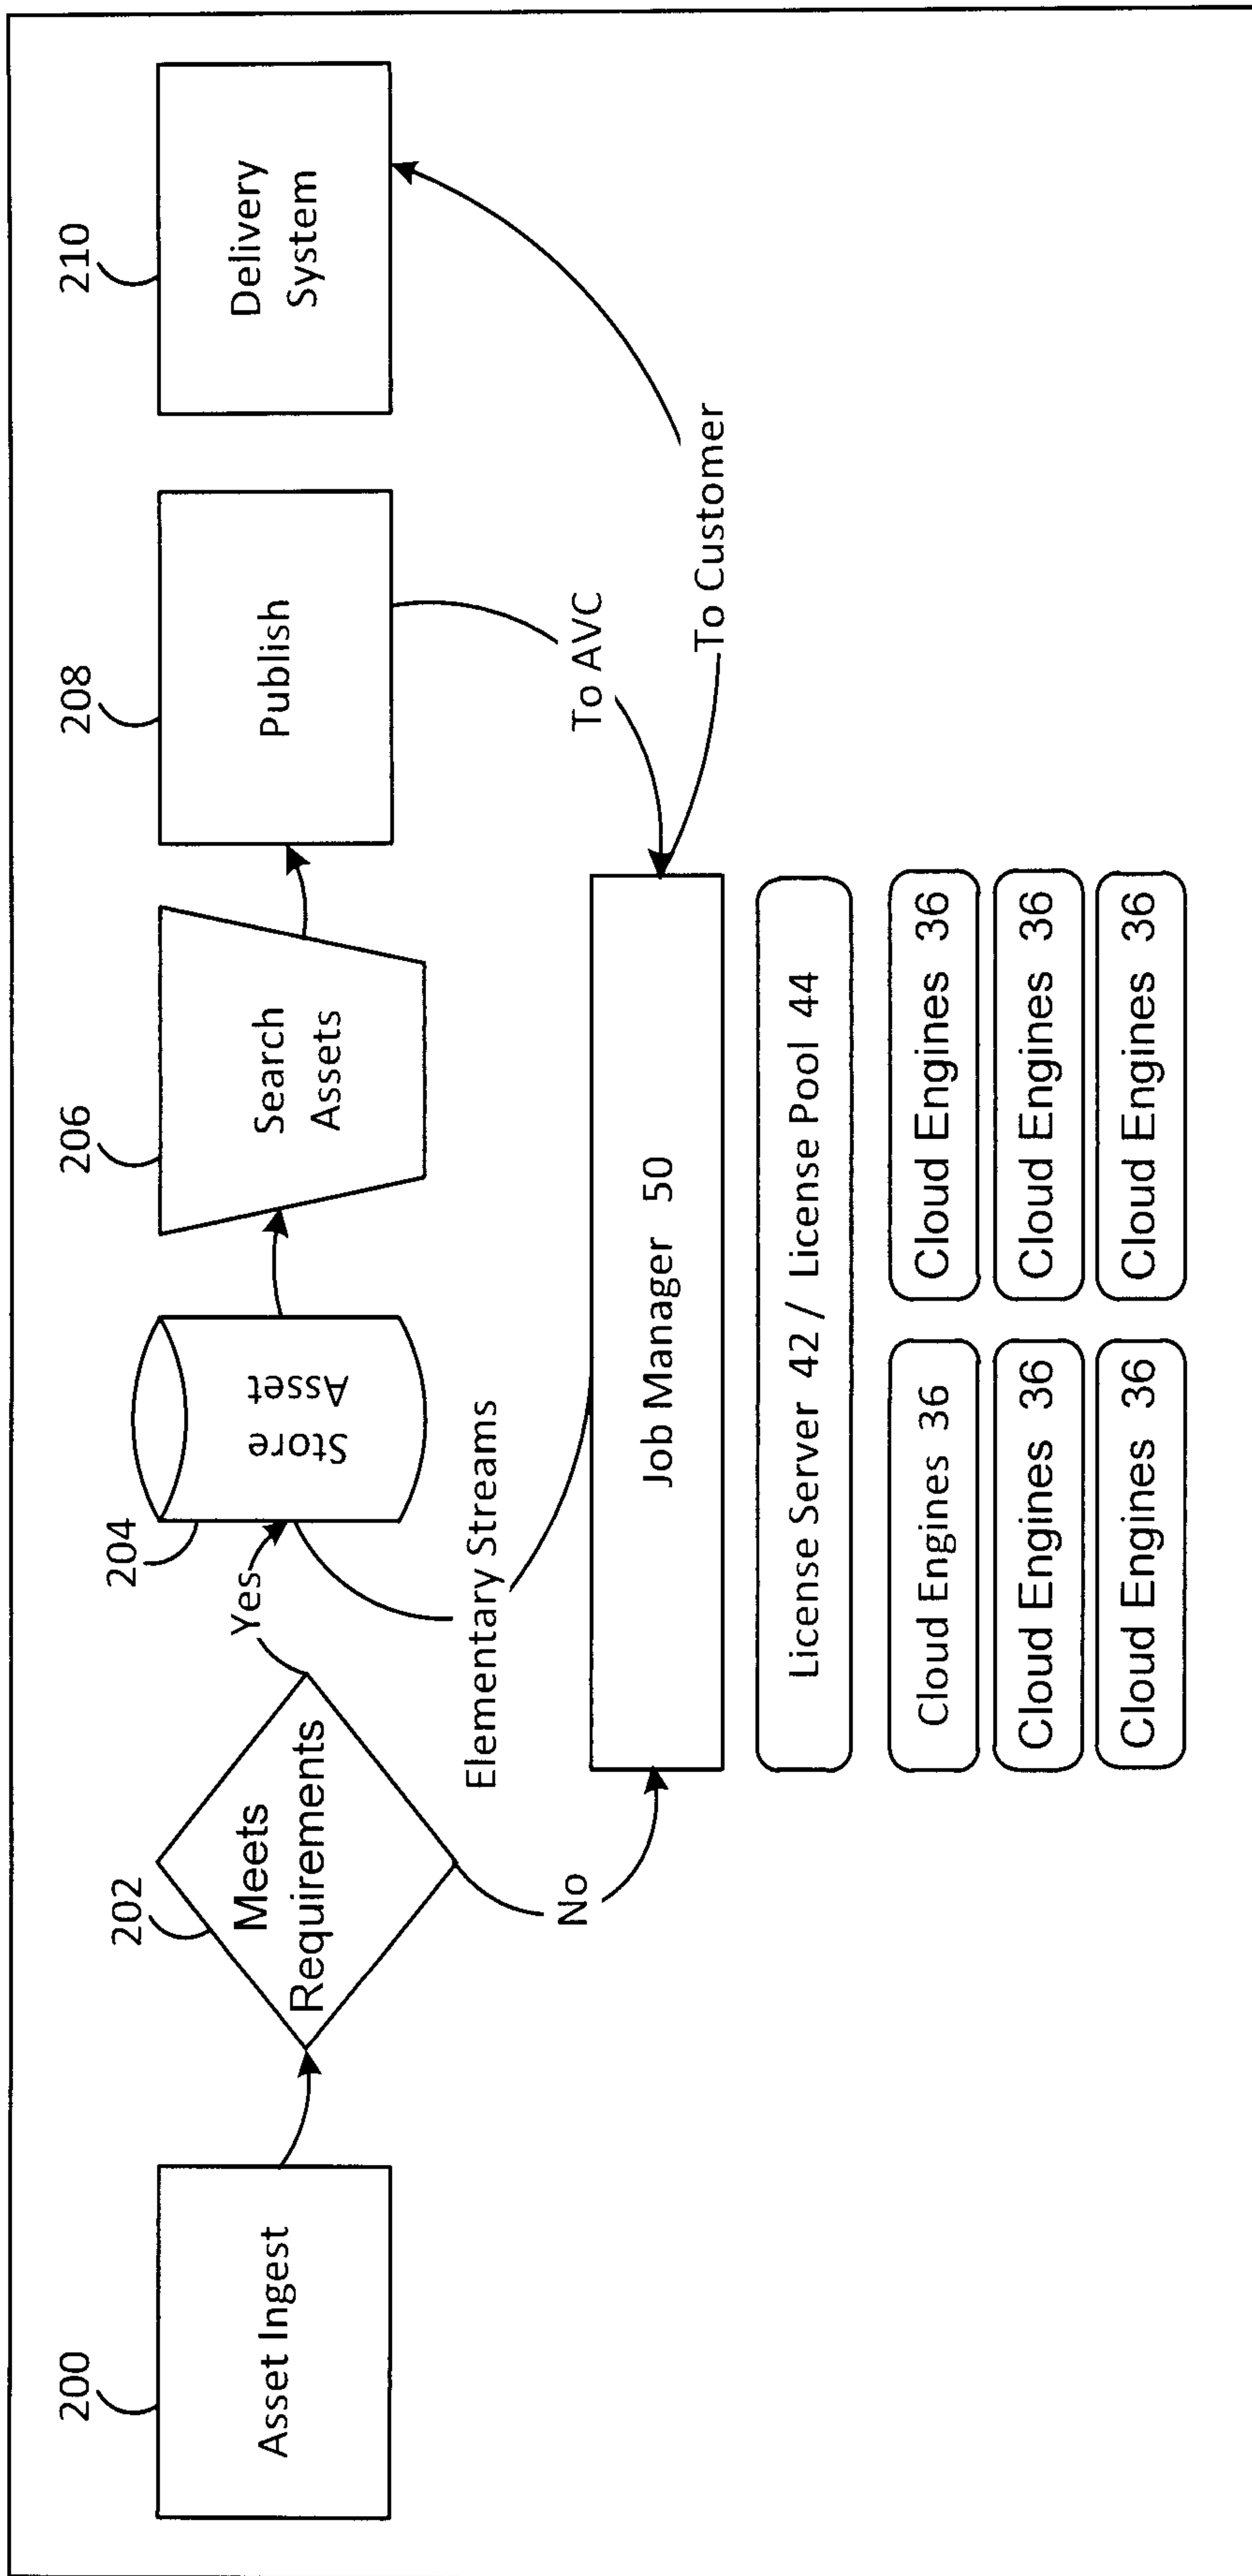 200
Asset Ingest
202
Meets
Requirements
Yes
No
204
Asset
Store
Elementary Streams
206
Search
Assets
208
Publish
To AVC
210
Delivery
System
To Customer
Job Manager 50
License Server 42 / License Pool 44
Cloud Engines 36
Cloud Engines 36
Cloud Engines 36
Cloud Engines 36
Cloud Engines 36
Cloud Engines 36